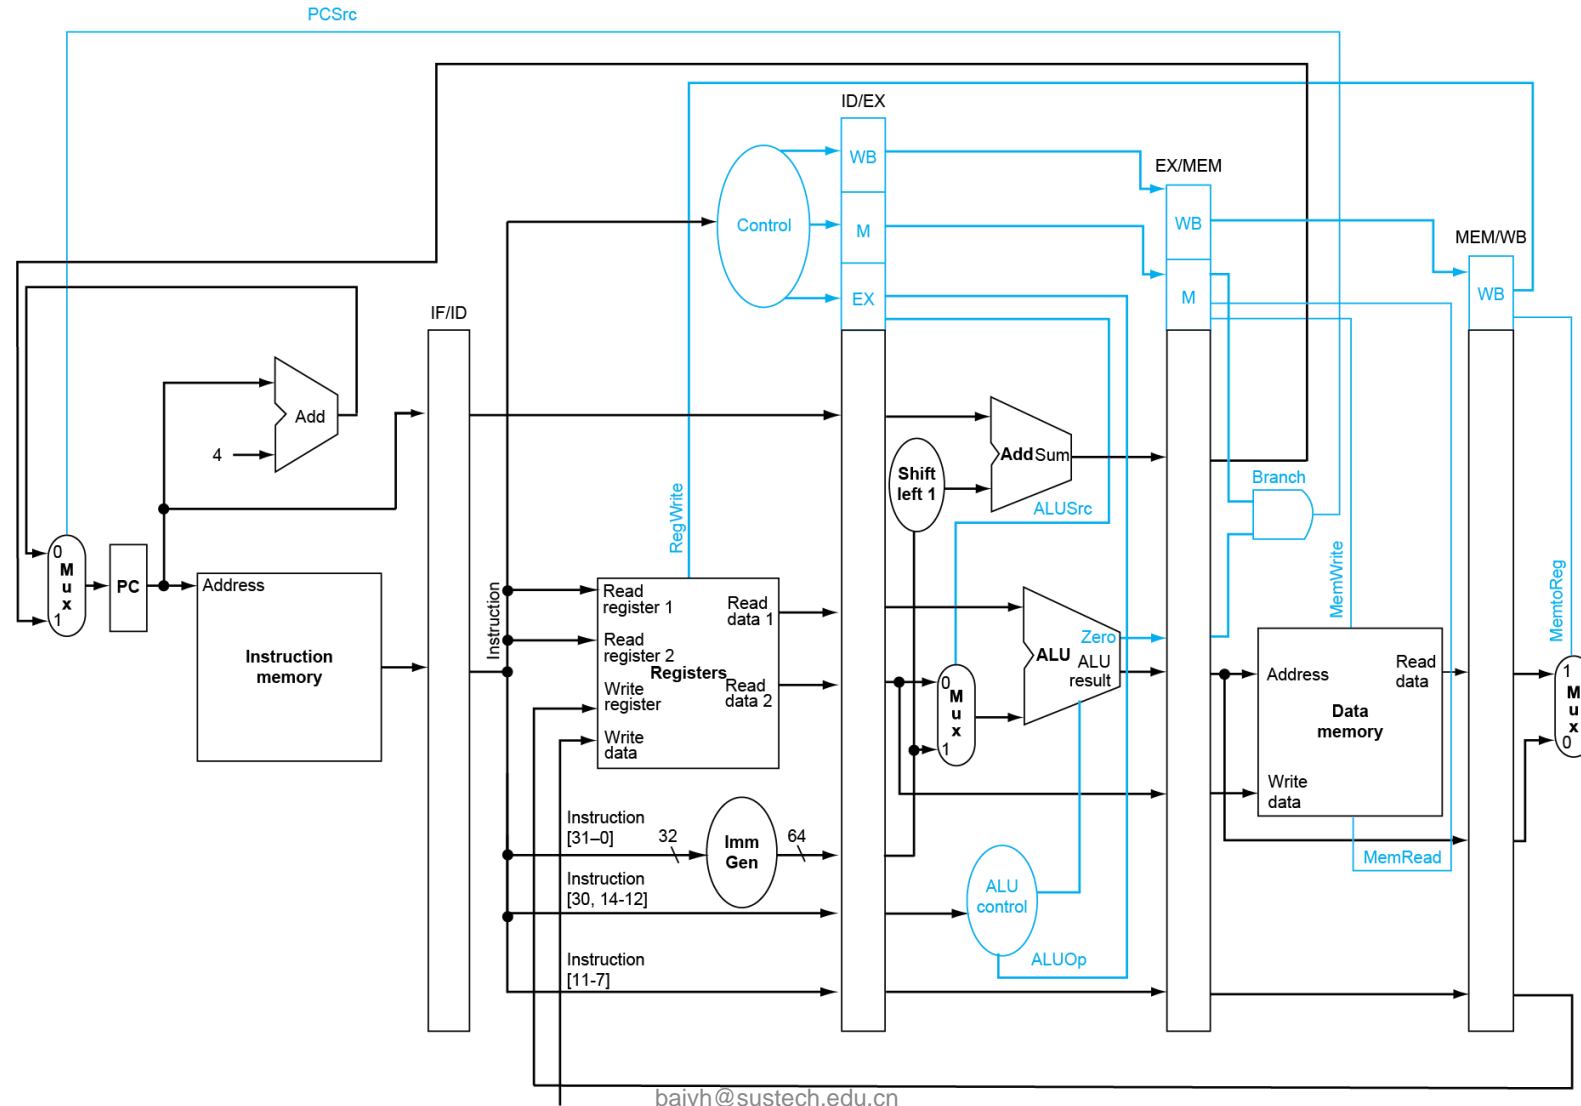 PCSrc
ID/EX
WB
EX/MEM
Control
M
WB
MEM/WB
EX
M
WB
IF/ID
Add
4
Add Sum
Shift
left 1
Branch
ALUSrc
RegWrite
MemWrite
MemtoReg
0
M
u
x
1
PC
Address
Instruction
memory
Instruction
Read
register 1
Read
data 1
Read
register 2
Registers
Read
data 2
Write
register
Write
data
0
M
u
x
1
Zero
ALU
ALU
result
Address
Read
data
Data
memory
Write
data
MemRead
1
M
u
x
0
Instruction
[31–0]
32
Imm
Gen
64
Instruction
[30, 14-12]
ALU
control
ALUOp
Instruction
[11-7]
baiyh@sustech.edu.cn